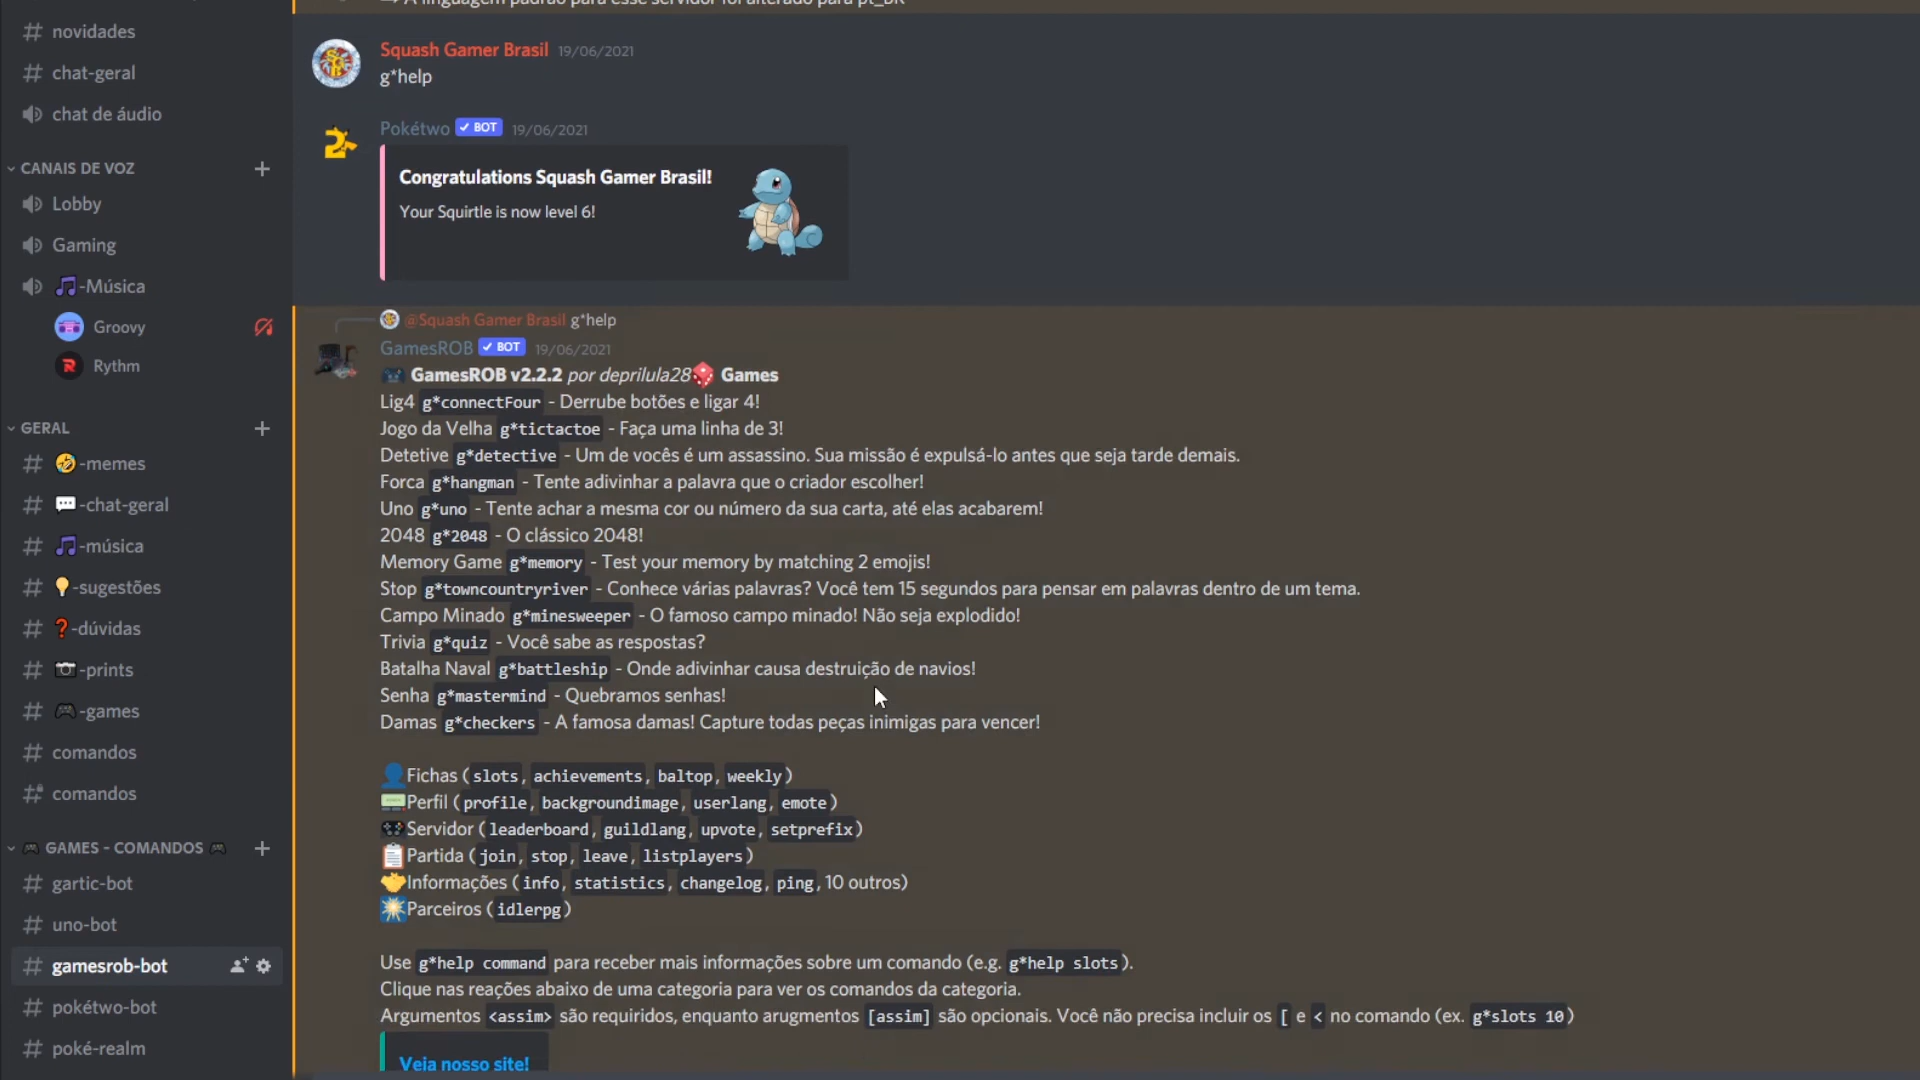 novidades
chat-geral
chat de áudio
CANAIS DE VOZ
Lobby
Gaming
🎵-Música
Groovy
Rythm
GERAL
🤣-memes
💬-chat-geral
🎵-música
💡-sugestões
❓-dúvidas
📷-prints
🎮-games
comandos
comandos
🎮 GAMES - COMANDOS 🎮
gartic-bot
uno-bot
gamesrob-bot
pokétwo-bot
poké-realm
A linguagem padrão para esse servidor foi alterado para pt_BR
Squash Gamer Brasil 19/06/2021
g*help
Pokétwo BOT 19/06/2021
Congratulations Squash Gamer Brasil!
Your Squirtle is now level 6!
@Squash Gamer Brasil g*help
GamesROB BOT 19/06/2021
🎮 GamesROB v2.2.2 por deprilula28🎲 Games
Lig4 g*connectFour - Derrube botões e ligar 4!
Jogo da Velha g*tictactoe - Faça uma linha de 3!
Detetive g*detective - Um de vocês é um assassino. Sua missão é expulsá-lo antes que seja tarde demais.
Forca g*hangman - Tente adivinhar a palavra que o criador escolher!
Uno g*uno - Tente achar a mesma cor ou número da sua carta, até elas acabarem!
2048 g*2048 - O clássico 2048!
Memory Game g*memory - Test your memory by matching 2 emojis!
Stop g*towncountryriver - Conhece várias palavras? Você tem 15 segundos para pensar em palavras dentro de um tema.
Campo Minado g*minesweeper - O famoso campo minado! Não seja explodido!
Trivia g*quiz - Você sabe as respostas?
Batalha Naval g*battleship - Onde adivinhar causa destruição de navios!
Senha g*mastermind - Quebramos senhas!
Damas g*checkers - A famosa damas! Capture todas peças inimigas para vencer!
👤Fichas (slots, achievements, baltop, weekly)
Perfil (profile, backgroundimage, userlang, emote)
🎮Servidor (leaderboard, guildlang, upvote, setprefix)
📋Partida (join, stop, leave, listplayers)
🤝Informações (info, statistics, changelog, ping, 10 outros)
🎇Parceiros (idlerpg)
Use g*help command para receber mais informações sobre um comando (e.g. g*help slots).
Clique nas reações abaixo de uma categoria para ver os comandos da categoria.
Argumentos <assim> são requiridos, enquanto arugmentos [assim] são opcionais. Você não precisa incluir os [ e < no comando (ex. g*slots 10)
Veja nosso site!